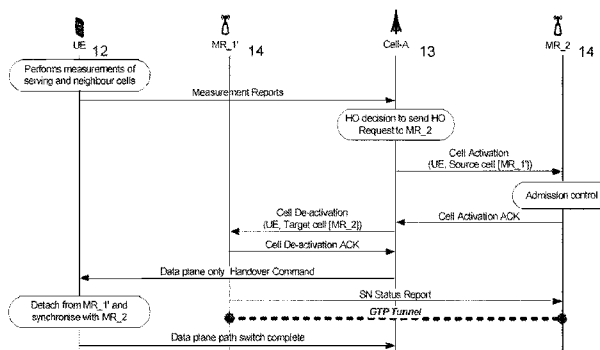 UE 12
MR_1' 14
Cell-A 13
MR_2 14
Performs measurements of
serving and neighbour cells
Measurement Reports
HO decision to send HO
Request to MR_2
Cell Activation
(UE, Source cell [MR_1'])
Admission control
Cell De-activation
(UE, Target cell [MR_2])
Cell Activation ACK
Cell De-activation ACK
Data plane only Handover Command
Detach from MR_1' and
synchronise with MR_2
SN Status Report
GTP Tunnel
Data plane path switch complete